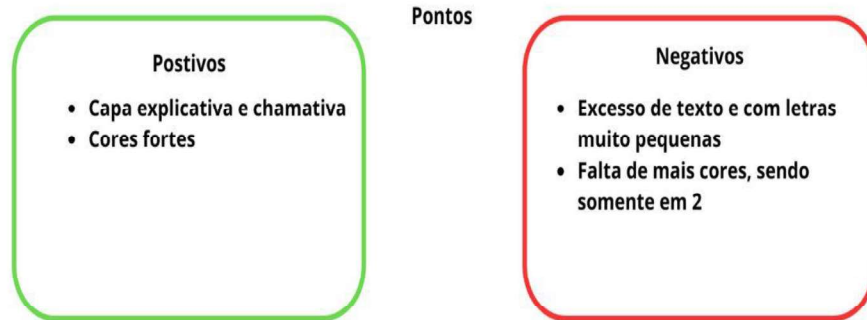 Pontos
Postivos
• Capa explicativa e chamativa
• Cores fortes
Negativos
• Excesso de texto e com letras
muito pequenas
• Falta de mais cores, sendo
somente em 2